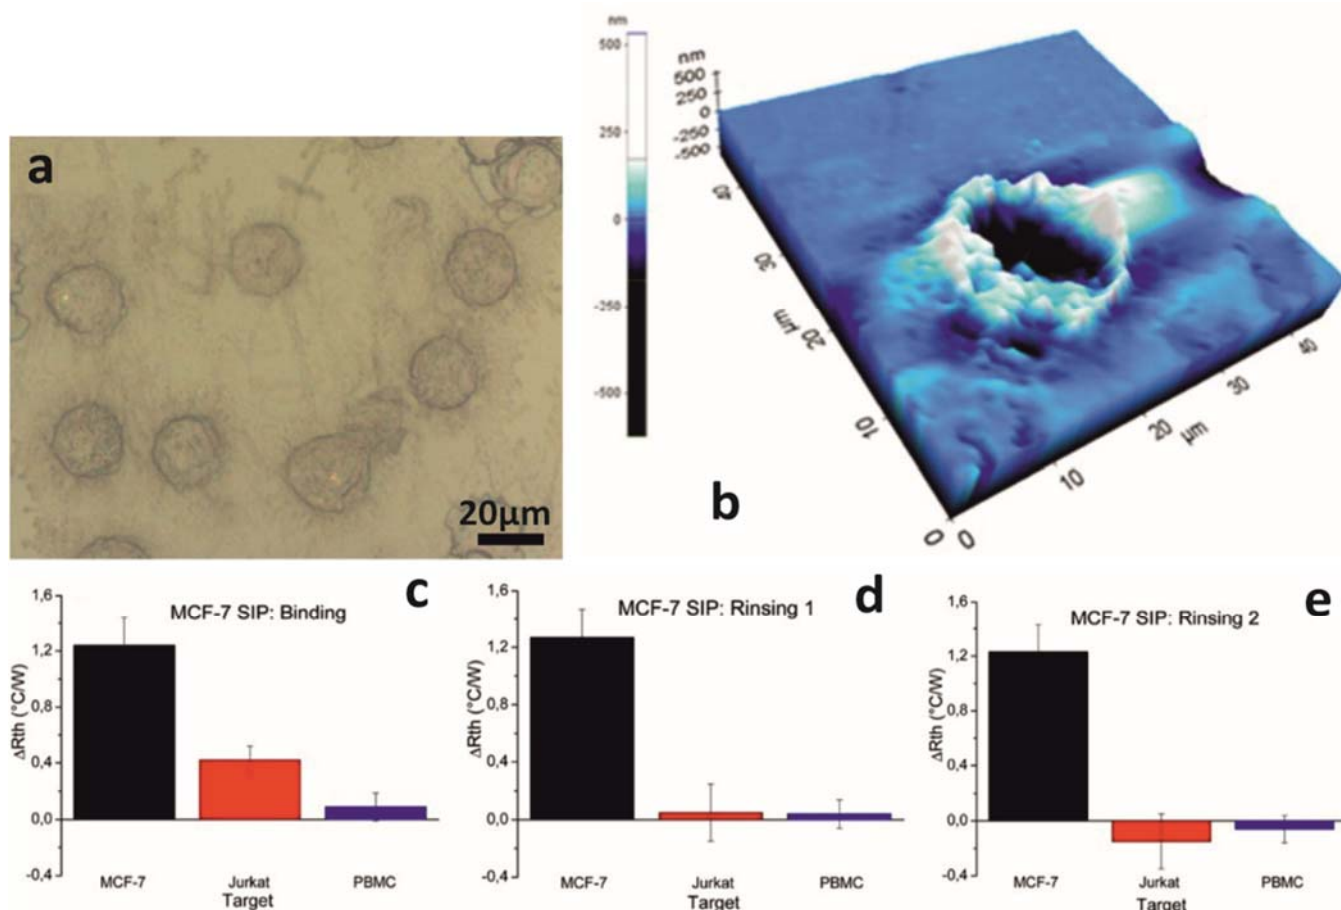 a
20µm
nm
500
250
0
-250
-500
nm
500
250
0
-250
-500
30
20 µm
10
0
0
10
20
µm
30
40
b
c
MCF-7 SIP: Binding
1,6
1,2
0,8
0,4
0,0
-0,4
ΔRth (°C/W)
MCF-7 Jurkat PBMC
Target
d
MCF-7 SIP: Rinsing 1
1,6
1,2
0,8
0,4
0,0
-0,4
ΔRth (°C/W)
MCF-7 Jurkat PBMC
Target
e
MCF-7 SIP: Rinsing 2
1,6
1,2
0,8
0,4
0,0
-0,4
ΔRth (°C/W)
MCF-7 Jurkat PBMC
Target